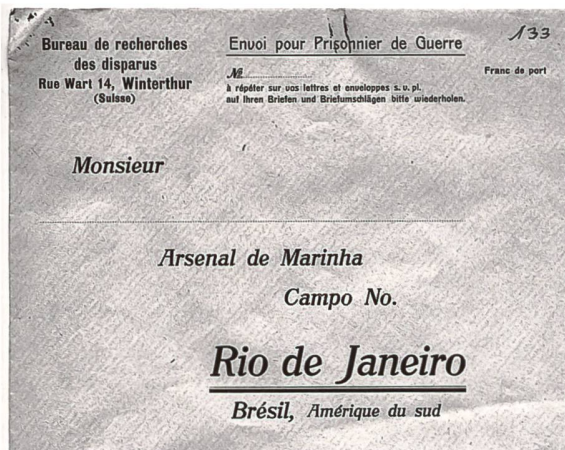 133
Bureau de recherches
des disparus
Rue Wart 14, Winterthur
(Suisse)
Envoi pour Prisonnier de Guerre
№
à répéter sur vos lettres et enveloppes s. v. pl.
auf Ihren Briefen und Briefumschlägen bitte wiederholen.
Franc de port
Monsieur
Arsenal de Marinha
Campo No.
Rio de Janeiro
Brésil, Amérique du sud